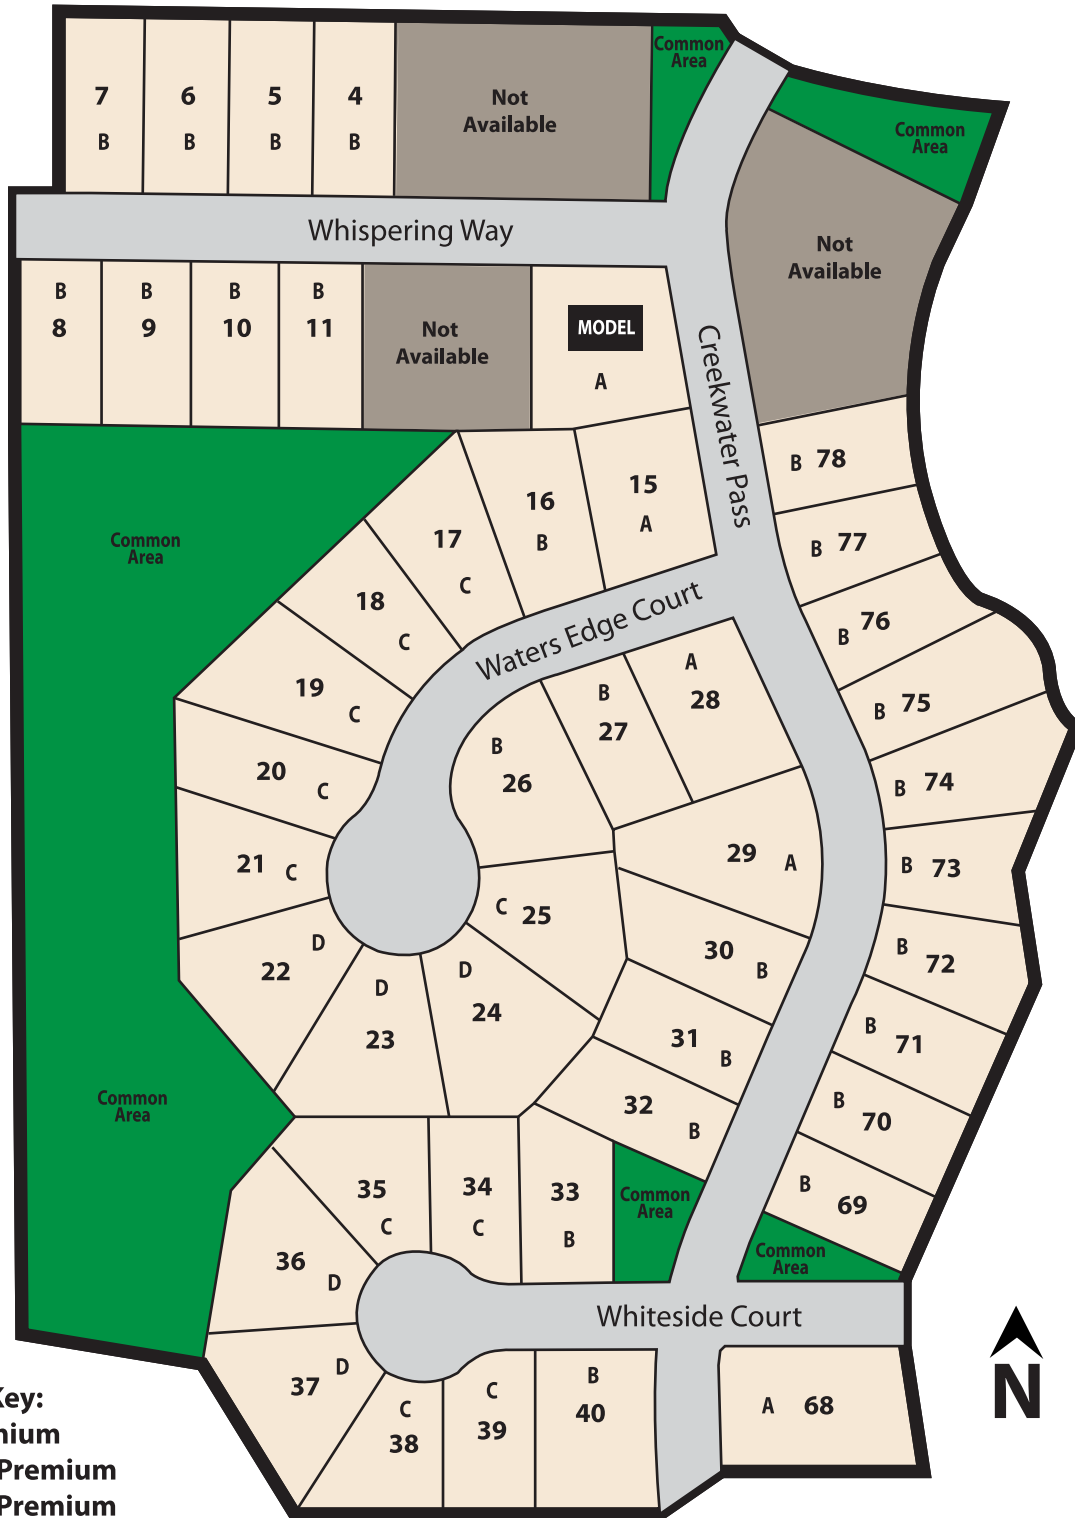 Common
Area
7
6
5
4
Not
Available
B
B
B
B
Common
Area
Whispering Way
Not
Available
B
B
B
B
8
9
10
11
Not
Available
MODEL
A
Creekwater Pass
B 78
15
A
16
B
17
C
B 77
Common
Area
18
C
Waters Edge Court
B 76
19
C
B
27
A
28
B 75
20
C
B
26
B 74
21 C
29 A
B 73
C 25
D
22
30
B
B
72
D
23
D
24
31
B
B
71
Common
Area
32
B
B
70
35
C
34
C
33
B
Common
Area
B
69
36
D
Common
Area
Whiteside Court
37
D
C
38
C
39
B
40
A 68
N
Key:
Premium
Premium